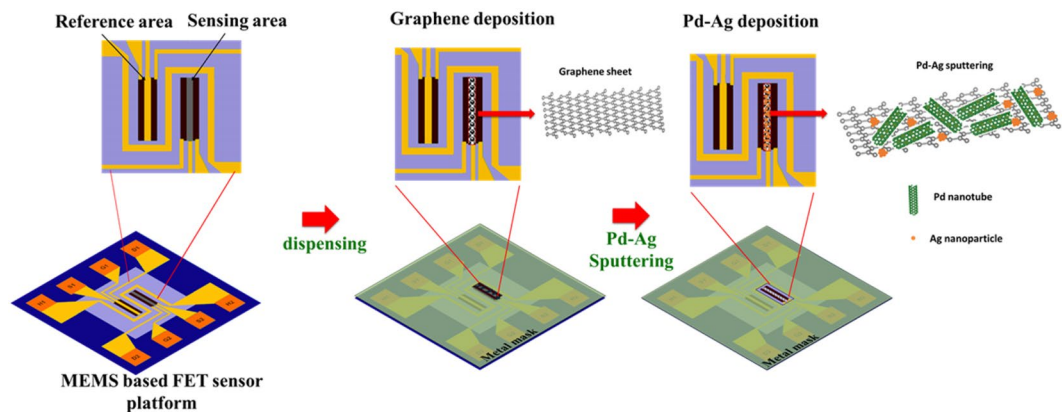 Reference area
Sensing area
Graphene deposition
Pd-Ag deposition
Graphene sheet
Pd-Ag sputtering
Pd nanotube
Ag nanoparticle
dispensing
Pd-Ag
Sputtering
Metal mask
Metal mask
MEMS based FET sensor
platform